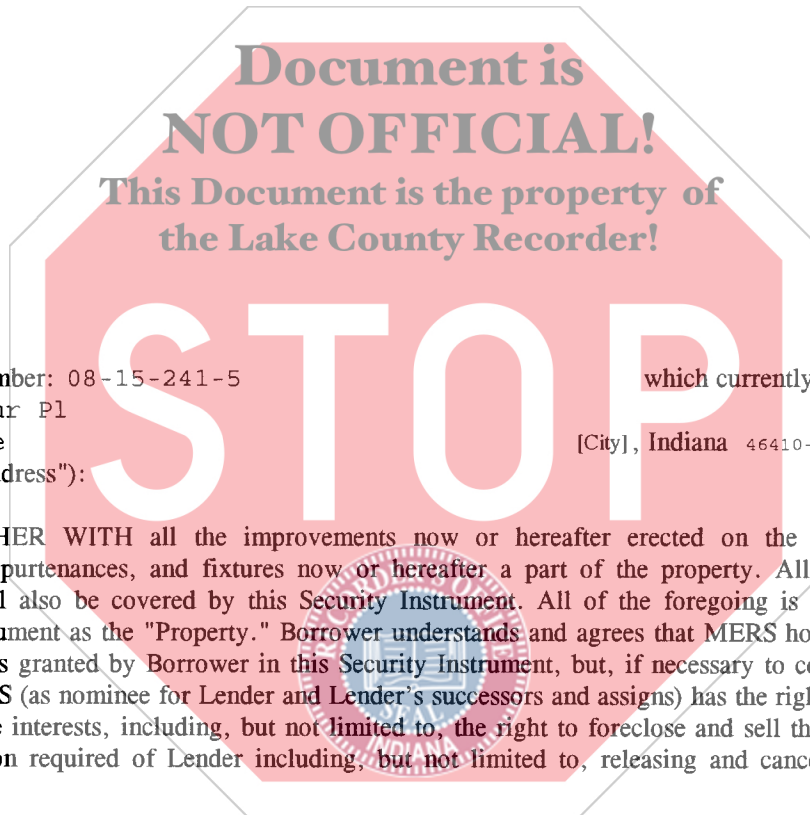 Document is
NOT OFFICIAL!
This Document is the property of
the Lake County Recorder!
STOP
mber: 08-15-241-5 which currently
ur Pl
e [City], Indiana 46410-
dress"):
HER WITH all the improvements now or hereafter erected on the
purtenances, and fixtures now or hereafter a part of the property. All
l also be covered by this Security Instrument. All of the foregoing is
ument as the "Property." Borrower understands and agrees that MERS ho
s granted by Borrower in this Security Instrument, but, if necessary to c
S (as nominee for Lender and Lender's successors and assigns) has the righ
e interests, including, but not limited to, the right to foreclose and sell th
on required of Lender including, but not limited to, releasing and canc
SEAL
INDIANA